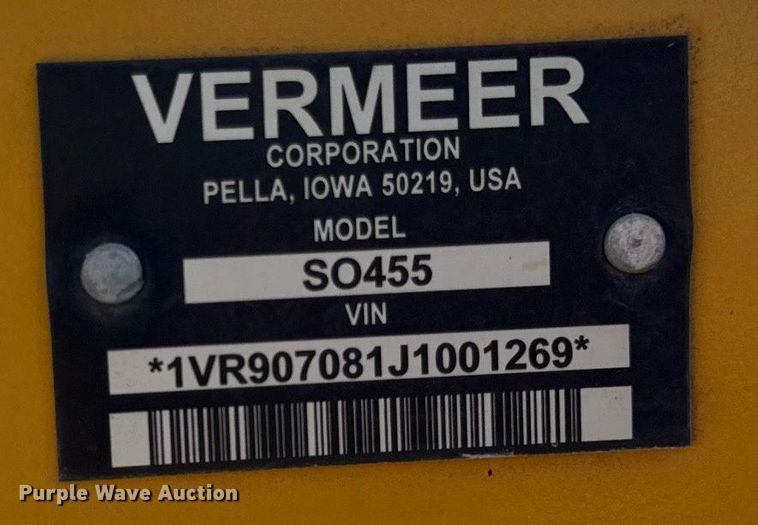 VERMEER
CORPORATION
PELLA, IOWA 50219, USA
MODEL
SO455
VIN
*1VR907081J1001269*
Purple Wave Auction